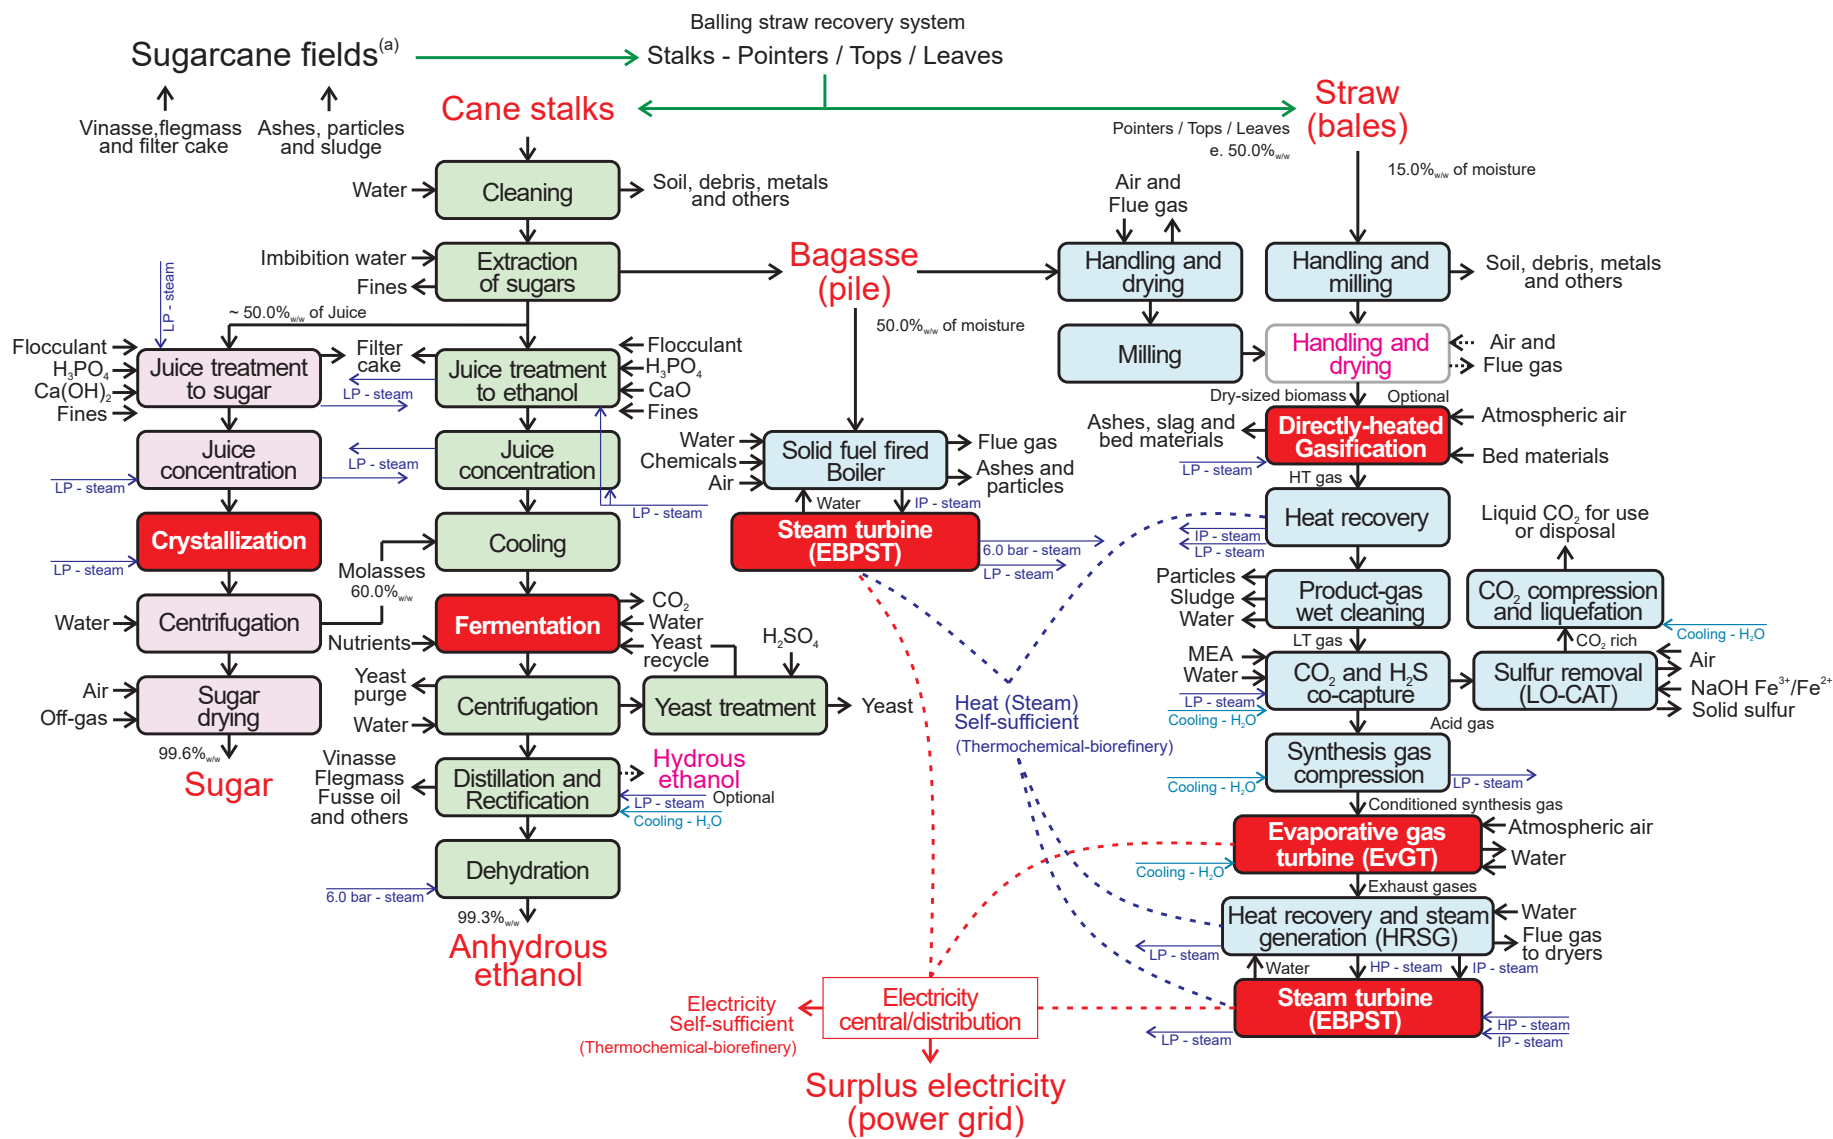 Balling straw recovery system
Sugarcane fields(a)
Stalks - Pointers / Tops / Leaves
Vinasse,flegmass
and filter cake
Ashes, particles
and sludge
Cane stalks
Straw
(bales)
Pointers / Tops / Leaves
e. 50.0%w/w
15.0%w/w of moisture
Water
Cleaning
Soil, debris, metals
and others
Air and
Flue gas
Imbibition water
Fines
Extraction
of sugars
Bagasse
(pile)
Handling and
drying
Handling and
milling
Soil, debris, metals
and others
LP - steam
~ 50.0%w/w of Juice
50.0%w/w of moisture
Flocculant
H3PO4
Ca(OH)2
Fines
Juice treatment
to sugar
Filter
cake
LP - steam
Juice treatment
to ethanol
Flocculant
H3PO4
CaO
Fines
Milling
Handling and
drying
Air and
Flue gas
Dry-sized biomass
Optional
Ashes, slag and
bed materials
LP - steam
Directly-heated
Gasification
Atmospheric air
Bed materials
HT gas
LP - steam
Juice
concentration
LP - steam
Juice
concentration
LP - steam
Water
Chemicals
Air
Solid fuel fired
Boiler
Flue gas
Ashes and
particles
Water
IP - steam
Steam turbine
(EBPST)
6.0 bar - steam
LP - steam
Heat recovery
IP - steam
LP - steam
Liquid CO2 for use
or disposal
LP - steam
Crystallization
Cooling
Molasses
60.0%w/w
Particles
Sludge
Water
Product-gas
wet cleaning
CO2 compression
and liquefation
Cooling - H2O
LT gas
CO2 rich
Water
Centrifugation
Nutrients
Fermentation
CO2
Water
Yeast
recycle
H2SO4
MEA
Water
LP - steam
Cooling - H2O
CO2 and H2S
co-capture
Sulfur removal
(LO-CAT)
Air
NaOH Fe3+/Fe2+
Solid sulfur
Acid gas
Air
Off-gas
Sugar
drying
99.6%w/w
Sugar
Yeast
purge
Water
Centrifugation
Yeast treatment
Yeast
Heat (Steam)
Self-sufficient
(Thermochemical-biorefinery)
Synthesis gas
compression
Cooling - H2O
LP - steam
Conditioned synthesis gas
Vinasse
Flegmass
Fusse oil
and others
Distillation and
Rectification
Hydrous
ethanol
LP - steam
Optional
Cooling - H2O
Evaporative gas
turbine (EvGT)
Atmospheric air
Water
Cooling - H2O
Exhaust gases
Dehydration
6.0 bar - steam
99.3%w/w
Anhydrous
ethanol
Heat recovery and steam
generation (HRSG)
Water
Flue gas
to dryers
LP - steam
Water
HP - steam
IP - steam
Steam turbine
(EBPST)
HP - steam
IP - steam
LP - steam
Electricity
Self-sufficient
(Thermochemical-biorefinery)
Electricity
central/distribution
Surplus electricity
(power grid)